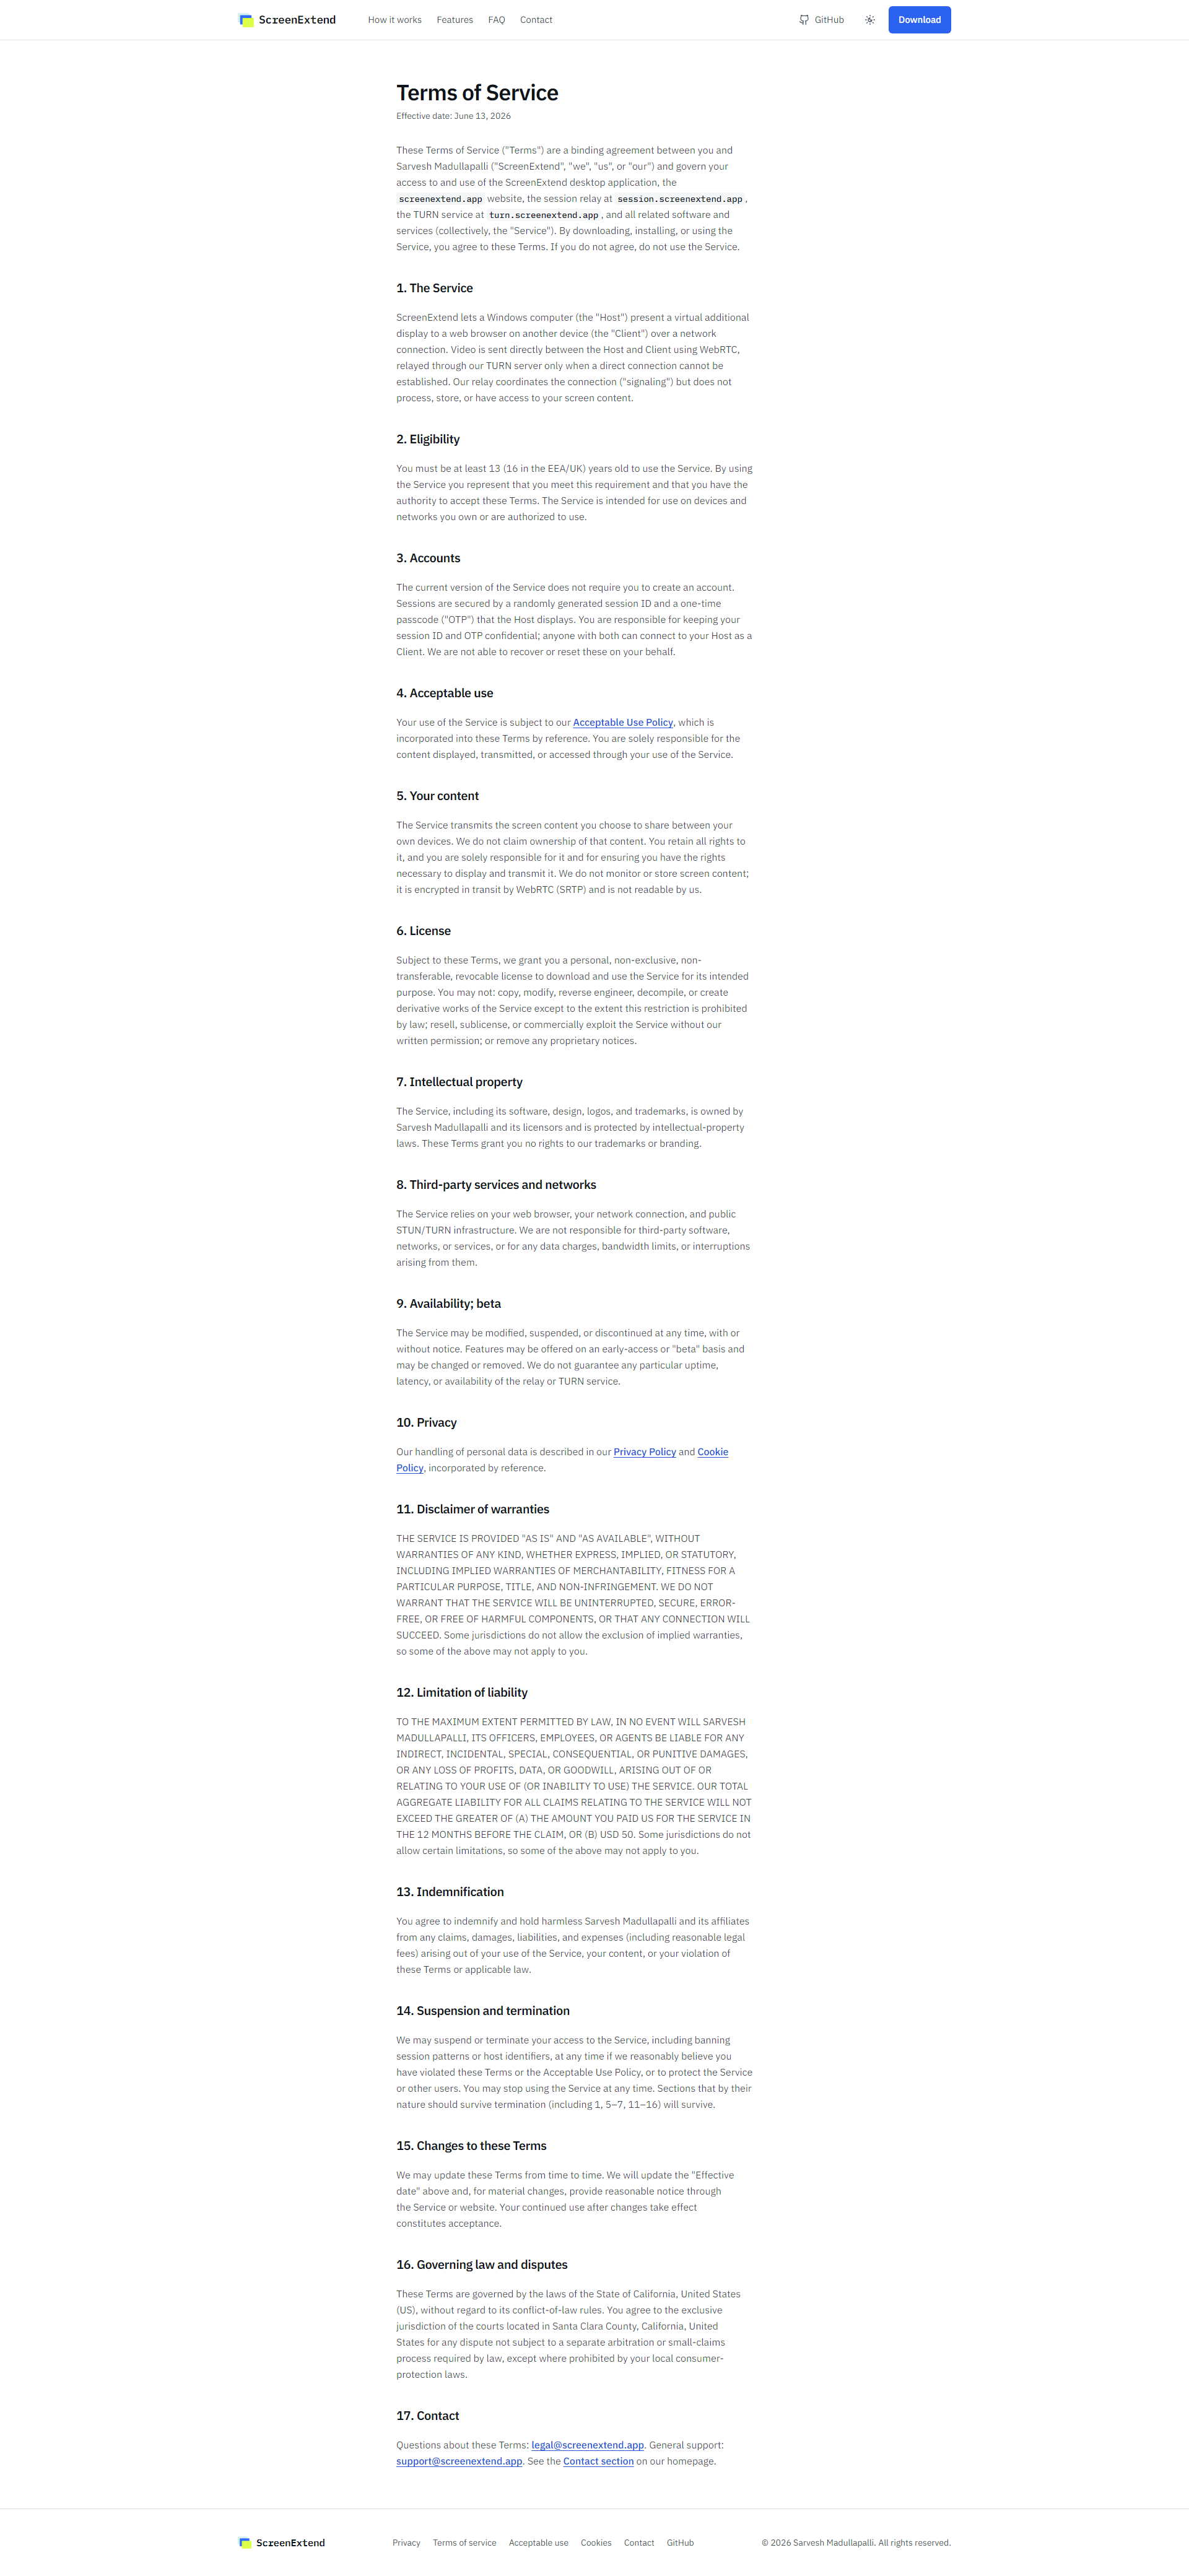 ScreenExtend
How it works
Features
FAQ
Contact
GitHub
Download
Terms of Service
Effective date: June 13, 2026
These Terms of Service ("Terms") are a binding agreement between you and
Sarvesh Madullapalli ("ScreenExtend", "we", "us", or "our") and govern your
access to and use of the ScreenExtend desktop application, the
screenextend.app website, the session relay at session.screenextend.app,
the TURN service at turn.screenextend.app, and all related software and
services (collectively, the "Service"). By downloading, installing, or using the
Service, you agree to these Terms. If you do not agree, do not use the Service.
1. The Service
ScreenExtend lets a Windows computer (the "Host") present a virtual additional
display to a web browser on another device (the "Client") over a network
connection. Video is sent directly between the Host and Client using WebRTC,
relayed through our TURN server only when a direct connection cannot be
established. Our relay coordinates the connection ("signaling") but does not
process, store, or have access to your screen content.
2. Eligibility
You must be at least 13 (16 in the EEA/UK) years old to use the Service. By using
the Service you represent that you meet this requirement and that you have the
authority to accept these Terms. The Service is intended for use on devices and
networks you own or are authorized to use.
3. Accounts
The current version of the Service does not require you to create an account.
Sessions are secured by a randomly generated session ID and a one-time
passcode ("OTP") that the Host displays. You are responsible for keeping your
session ID and OTP confidential; anyone with both can connect to your Host as a
Client. We are not able to recover or reset these on your behalf.
4. Acceptable use
Your use of the Service is subject to our Acceptable Use Policy, which is
incorporated into these Terms by reference. You are solely responsible for the
content displayed, transmitted, or accessed through your use of the Service.
5. Your content
The Service transmits the screen content you choose to share between your
own devices. We do not claim ownership of that content. You retain all rights to
it, and you are solely responsible for it and for ensuring you have the rights
necessary to display and transmit it. We do not monitor or store screen content;
it is encrypted in transit by WebRTC (SRTP) and is not readable by us.
6. License
Subject to these Terms, we grant you a personal, non-exclusive, non-
transferable, revocable license to download and use the Service for its intended
purpose. You may not: copy, modify, reverse engineer, decompile, or create
derivative works of the Service except to the extent this restriction is prohibited
by law; resell, sublicense, or commercially exploit the Service without our
written permission; or remove any proprietary notices.
7. Intellectual property
The Service, including its software, design, logos, and trademarks, is owned by
Sarvesh Madullapalli and its licensors and is protected by intellectual-property
laws. These Terms grant you no rights to our trademarks or branding.
8. Third-party services and networks
The Service relies on your web browser, your network connection, and public
STUN/TURN infrastructure. We are not responsible for third-party software,
networks, or services, or for any data charges, bandwidth limits, or interruptions
arising from them.
9. Availability; beta
The Service may be modified, suspended, or discontinued at any time, with or
without notice. Features may be offered on an early-access or "beta" basis and
may be changed or removed. We do not guarantee any particular uptime,
latency, or availability of the relay or TURN service.
10. Privacy
Our handling of personal data is described in our Privacy Policy and Cookie
Policy, incorporated by reference.
11. Disclaimer of warranties
THE SERVICE IS PROVIDED "AS IS" AND "AS AVAILABLE", WITHOUT
WARRANTIES OF ANY KIND, WHETHER EXPRESS, IMPLIED, OR STATUTORY,
INCLUDING IMPLIED WARRANTIES OF MERCHANTABILITY, FITNESS FOR A
PARTICULAR PURPOSE, TITLE, AND NON-INFRINGEMENT. WE DO NOT
WARRANT THAT THE SERVICE WILL BE UNINTERRUPTED, SECURE, ERROR-
FREE, OR FREE OF HARMFUL COMPONENTS, OR THAT ANY CONNECTION WILL
SUCCEED. Some jurisdictions do not allow the exclusion of implied warranties,
so some of the above may not apply to you.
12. Limitation of liability
TO THE MAXIMUM EXTENT PERMITTED BY LAW, IN NO EVENT WILL SARVESH
MADULLAPALLI, ITS OFFICERS, EMPLOYEES, OR AGENTS BE LIABLE FOR ANY
INDIRECT, INCIDENTAL, SPECIAL, CONSEQUENTIAL, OR PUNITIVE DAMAGES,
OR ANY LOSS OF PROFITS, DATA, OR GOODWILL, ARISING OUT OF OR
RELATING TO YOUR USE OF (OR INABILITY TO USE) THE SERVICE. OUR TOTAL
AGGREGATE LIABILITY FOR ALL CLAIMS RELATING TO THE SERVICE WILL NOT
EXCEED THE GREATER OF (A) THE AMOUNT YOU PAID US FOR THE SERVICE IN
THE 12 MONTHS BEFORE THE CLAIM, OR (B) USD 50. Some jurisdictions do not
allow certain limitations, so some of the above may not apply to you.
13. Indemnification
You agree to indemnify and hold harmless Sarvesh Madullapalli and its affiliates
from any claims, damages, liabilities, and expenses (including reasonable legal
fees) arising out of your use of the Service, your content, or your violation of
these Terms or applicable law.
14. Suspension and termination
We may suspend or terminate your access to the Service, including banning
session patterns or host identifiers, at any time if we reasonably believe you
have violated these Terms or the Acceptable Use Policy, or to protect the Service
or other users. You may stop using the Service at any time. Sections that by their
nature should survive termination (including 1, 5–7, 11–16) will survive.
15. Changes to these Terms
We may update these Terms from time to time. We will update the "Effective
date" above and, for material changes, provide reasonable notice through
the Service or website. Your continued use after changes take effect
constitutes acceptance.
16. Governing law and disputes
These Terms are governed by the laws of the State of California, United States
(US), without regard to its conflict-of-law rules. You agree to the exclusive
jurisdiction of the courts located in Santa Clara County, California, United
States for any dispute not subject to a separate arbitration or small-claims
process required by law, except where prohibited by your local consumer-
protection laws.
17. Contact
Questions about these Terms: legal@screenextend.app. General support:
support@screenextend.app. See the Contact section on our homepage.
ScreenExtend
Privacy
Terms of service
Acceptable use
Cookies
Contact
GitHub
© 2026 Sarvesh Madullapalli. All rights reserved.